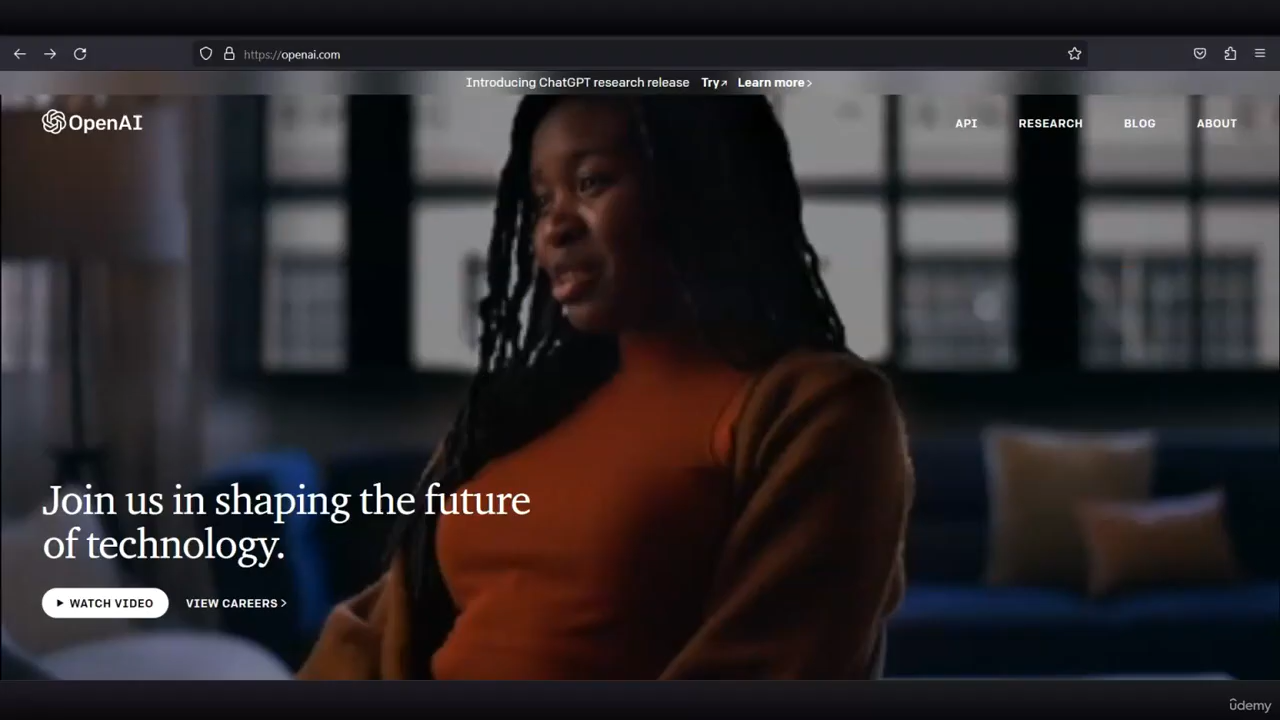 https://openai.com
Introducing ChatGPT research release Try↗ Learn more >
OpenAI
API RESEARCH BLOG ABOUT
Join us in shaping the future
of technology.
WATCH VIDEO VIEW CAREERS >
ûdemy